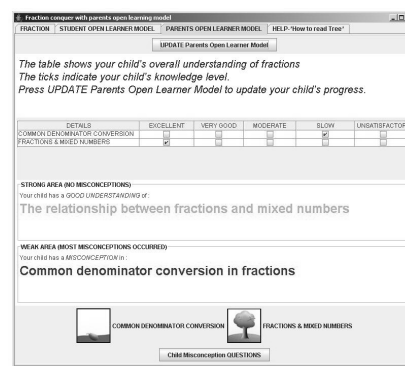 Fraction conquer with parents open learning model
FRACTION STUDENT OPEN LEARNER MODEL PARENTS OPEN LEARNER MODEL HELP-'How to read Tree'
UPDATE Parents Open Learner Model
The table shows your child's overall understanding of fractions
The ticks indicate your child's knowledge level.
Press UPDATE Parents Open Learner Model to update your child's progress.
DETAILS EXCELLENT VERY GOOD MODERATE SLOW UNSATISFACTOR
COMMON DENOMINATOR CONVERSION
FRACTIONS & MIXED NUMBERS
STRONG AREA (NO MISCONCEPTIONS)
Your child has a GOOD UNDERSTANDING of :
The relationship between fractions and mixed numbers
WEAK AREA (MOST MISCONCEPTIONS OCCURRED)
Your child has a MISCONCEPTION in :
Common denominator conversion in fractions
COMMON DENOMINATOR CONVERSION FRACTIONS & MIXED NUMBERS
Child Misconception QUESTIONS